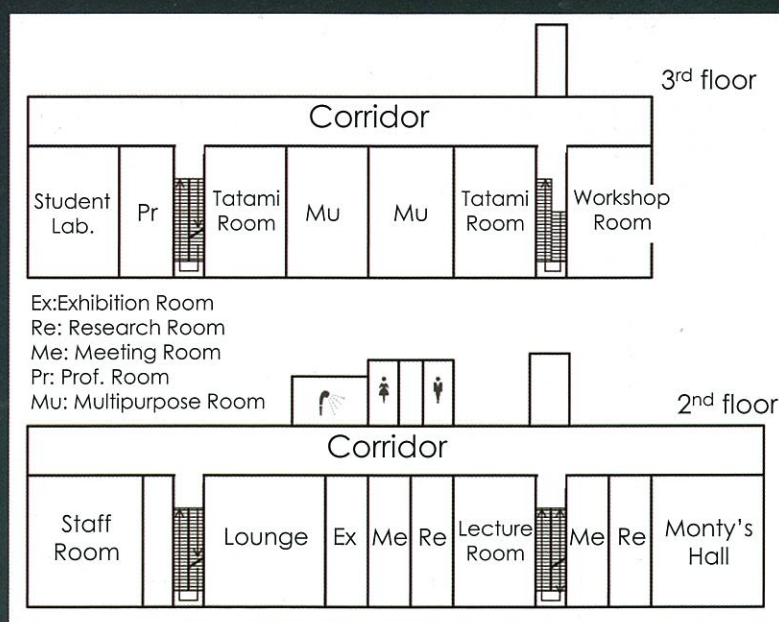 3rd floor
Corridor
Student
Lab.
Pr
Tatami
Room
Mu
Mu
Tatami
Room
Workshop
Room
Ex:Exhibition Room
Re: Research Room
Me: Meeting Room
Pr: Prof. Room
Mu: Multipurpose Room
2nd floor
Corridor
Staff
Room
Lounge
Ex
Me
Re
Lecture
Room
Me
Re
Monty's
Hall